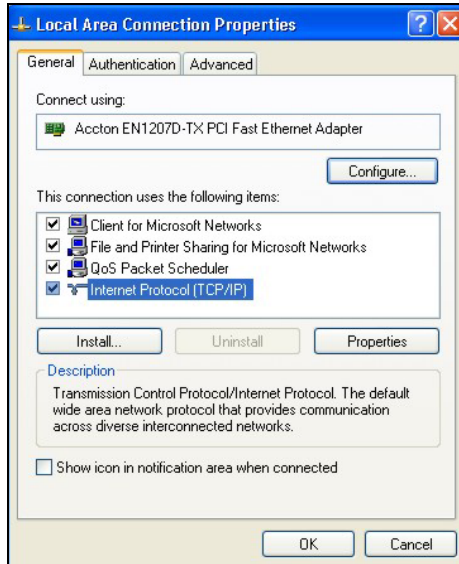 Local Area Connection Properties
General Authentication Advanced
Connect using:
Accton EN1207D-TX PCI Fast Ethernet Adapter
Configure...
This connection uses the following items:
Client for Microsoft Networks
File and Printer Sharing for Microsoft Networks
QoS Packet Scheduler
Internet Protocol (TCP/IP)
Install... Uninstall Properties
Description
Transmission Control Protocol/Internet Protocol. The default
wide area network protocol that provides communication
across diverse interconnected networks.
Show icon in notification area when connected
OK Cancel